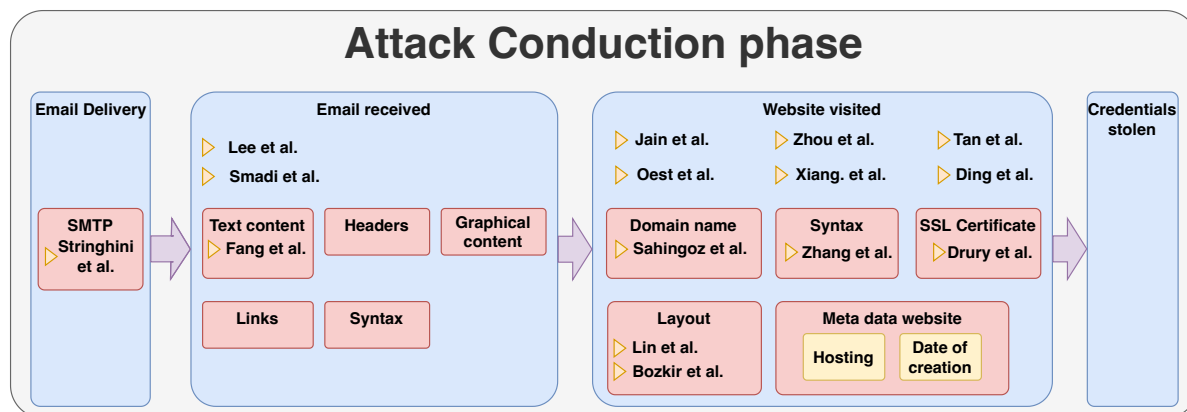 Attack Conduction phase
Email Delivery
SMTP
Stringhini
et al.
Email received
Lee et al.
Smadi et al.
Text content
Fang et al.
Headers
Graphical
content
Links
Syntax
Website visited
Jain et al.
Zhou et al.
Tan et al.
Oest et al.
Xiang. et al.
Ding et al.
Domain name
Sahingoz et al.
Syntax
Zhang et al.
SSL Certificate
Drury et al.
Layout
Lin et al.
Bozkir et al.
Meta data website
Hosting
Date of
creation
Credentials
stolen